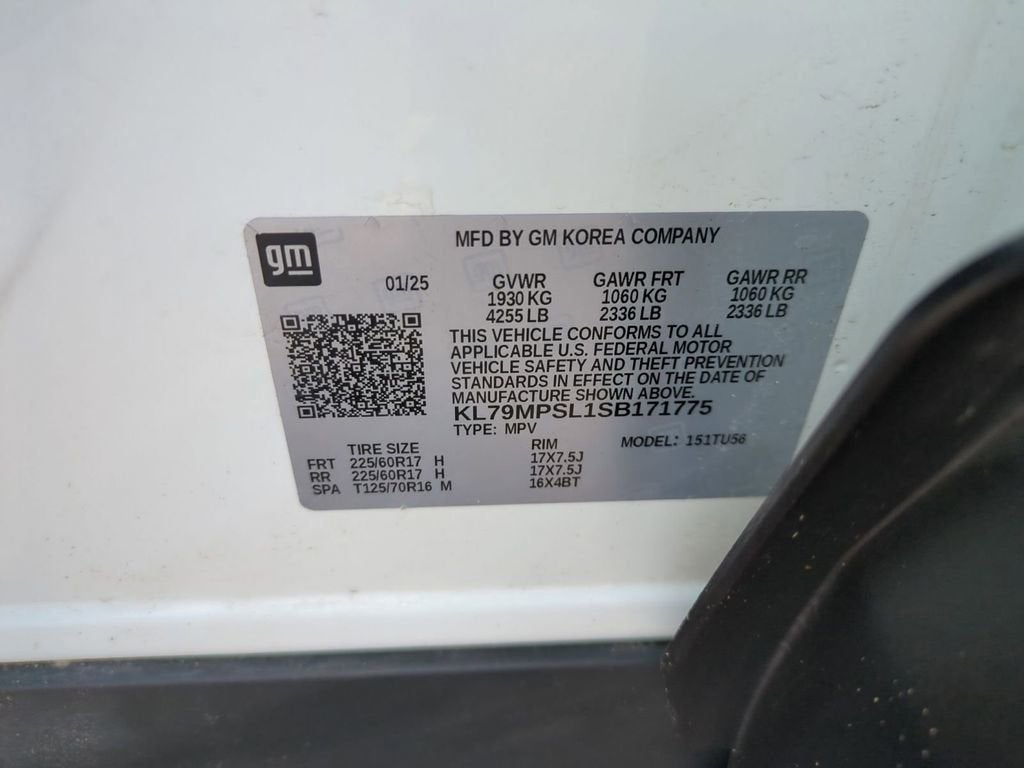 gm
MFD BY GM KOREA COMPANY
01/25 GVWR GAWR FRT GAWR RR
1930 KG 1060 KG 1060 KG
4255 LB 2336 LB 2336 LB
THIS VEHICLE CONFORMS TO ALL
APPLICABLE U.S. FEDERAL MOTOR
VEHICLE SAFETY AND THEFT PREVENTION
STANDARDS IN EFFECT ON THE DATE OF
MANUFACTURE SHOWN ABOVE.
KL79MPSL1SB171775
TYPE: MPV
TIRE SIZE RIM MODEL: 151TU56
FRT 225/60R17 H 17X7.5J
RR 225/60R17 H 17X7.5J
SPA T125/70R16 M 16X4BT